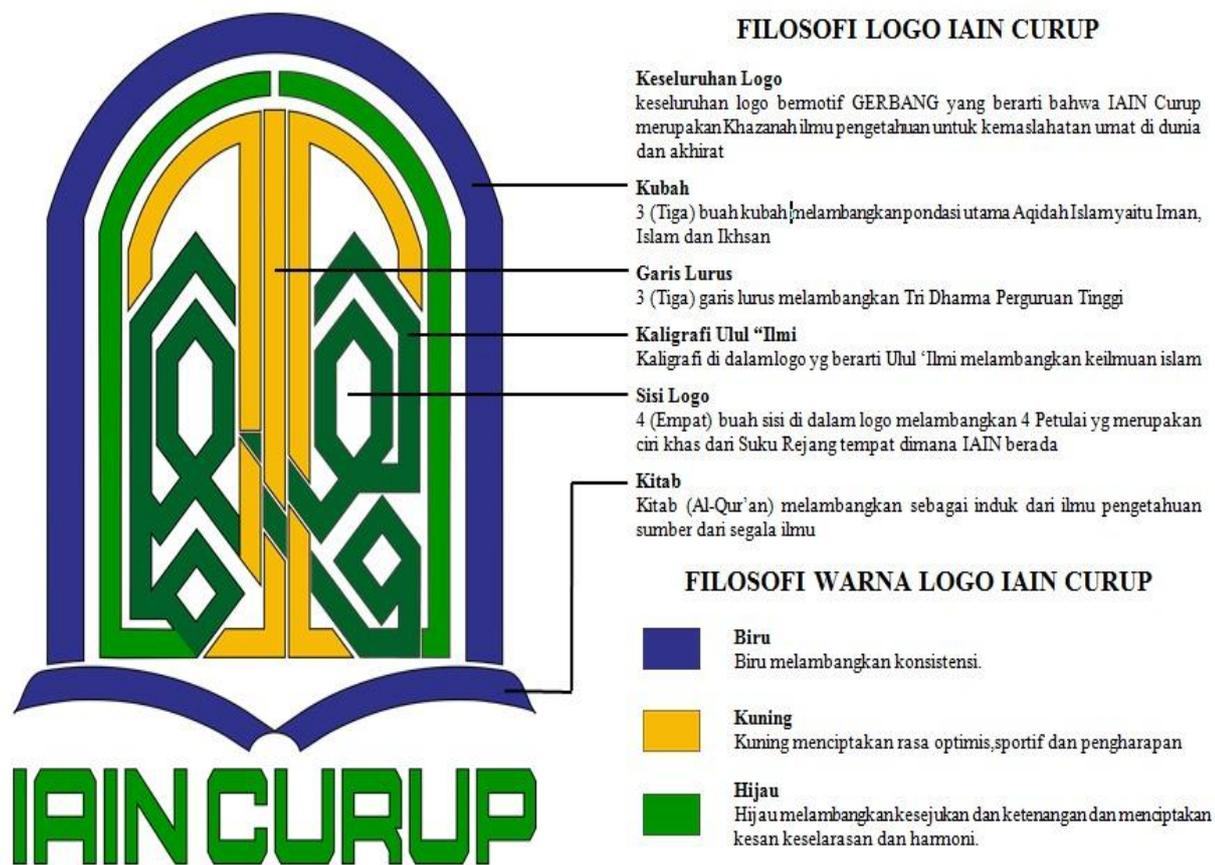 FILOSOFI LOGO IAIN CURUP
Keseluruhan Logo
keseluruhan logo bermotif GERBANG yang berarti bahwa IAIN Curup
merupakan Khazanah ilmu pengetahuan untuk kemaslahatan umat di dunia
dan akhirat
Kubah
3 (Tiga) buah kubah melambangkan pondasi utama Aqidah Islam yaitu Iman,
Islam dan Ikhsan
Garis Lurus
3 (Tiga) garis lurus melambangkan Tri Dharma Perguruan Tinggi
Kaligrafi Ulul “Ilmi
Kaligrafi di dalam logo yg berarti Ulul ‘Ilmi melambangkan keilmuan islam
Sisi Logo
4 (Empat) buah sisi di dalam logo melambangkan 4 Petulai yg merupakan
ciri khas dari Suku Rejang tempat dimana IAIN berada
Kitab
Kitab (Al-Qur’an) melambangkan sebagai induk dari ilmu pengetahuan
sumber dari segala ilmu
FILOSOFI WARNA LOGO IAIN CURUP
Biru
Biru melambangkan konsistensi.
Kuning
Kuning menciptakan rasa optimis,sportif dan pengharapan
Hijau
Hijau melambangkan kesejukan dan ketenangan dan menciptakan
kesan keselarasan dan harmoni.
IAIN CURUP